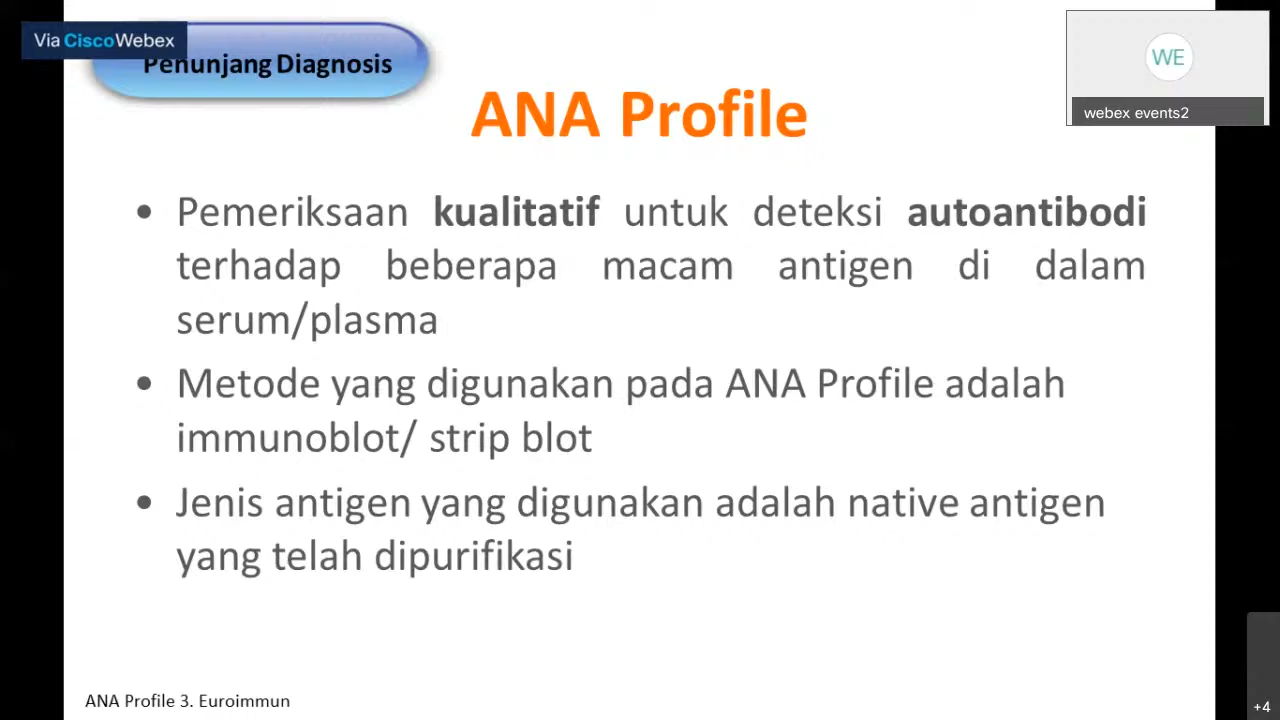 Via CiscoWebex
Penunjang Diagnosis
WE
webex events2
ANA Profile
• Pemeriksaan kualitatif untuk deteksi autoantibodi
terhadap beberapa macam antigen di dalam
serum/plasma
• Metode yang digunakan pada ANA Profile adalah
immunoblot/ strip blot
• Jenis antigen yang digunakan adalah native antigen
yang telah dipurifikasi
ANA Profile 3. Euroimmun
+4